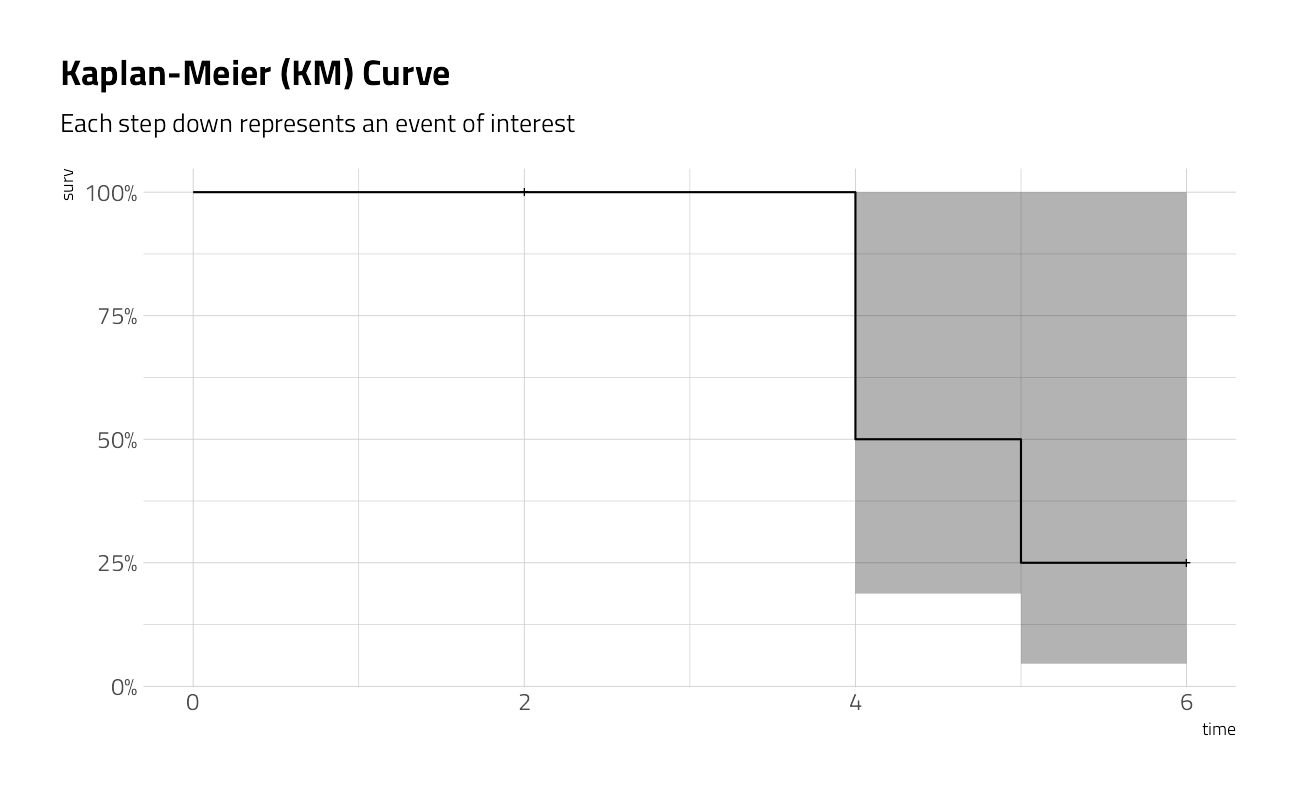 Kaplan-Meier (KM) Curve
Each step down represents an event of interest
surv
100%
75%
50%
25%
0%
0 2 4 6
time